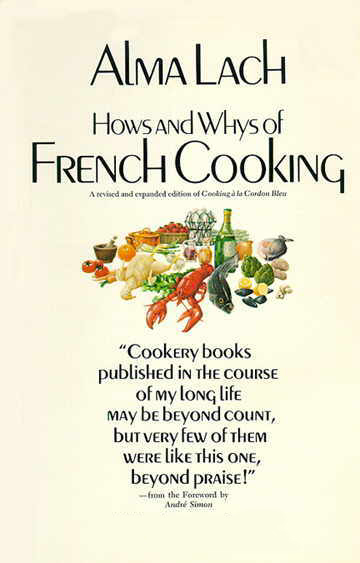 Alma Lach
Hows and Whys of
French Cooking
A revised and expanded edition of Cooking à la Cordon Bleu
“Cookery books
published in the course
of my long life
may be beyond count,
but very few of them
were like this one,
beyond praise!”
—from the Foreword by
André Simon